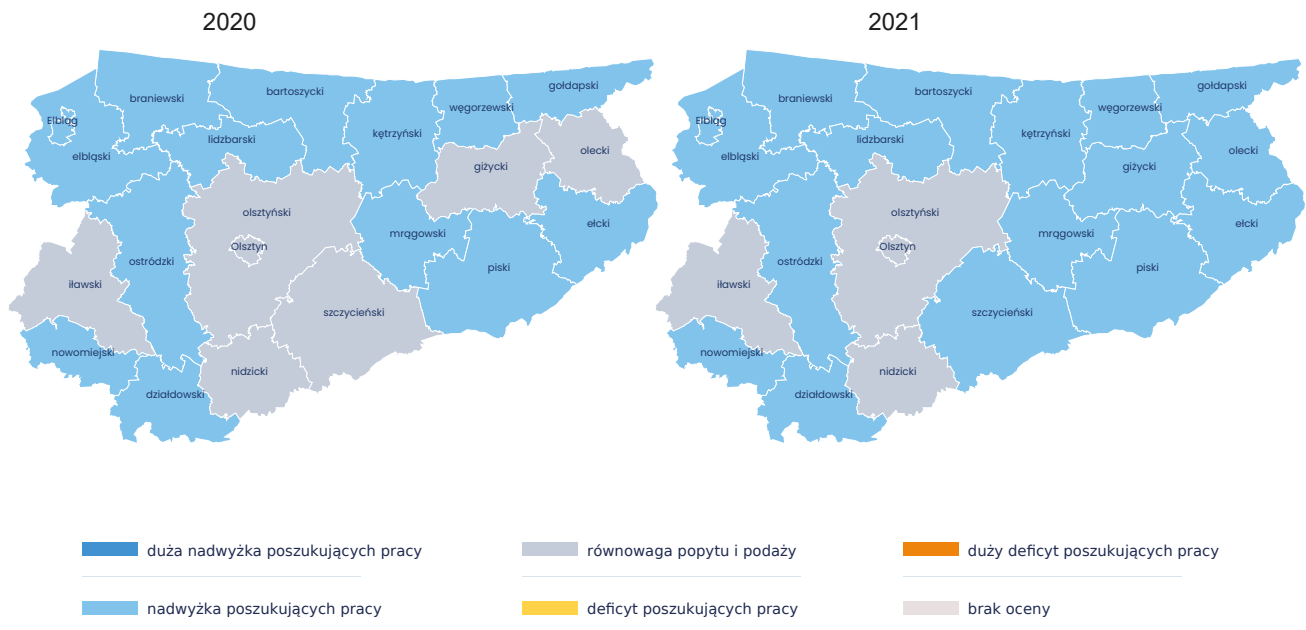 2020
2021
gołdapski
bartoszycki
braniewski
węgorzewski
Elbląg
kętrzyński
lidzbarski
olecki
elbląski
giżycki
olsztyński
ełcki
mrągowski
Olsztyn
ostródzki
piski
iławski
szczycieński
nowomiejski
nidzicki
działdowski
gołdapski
bartoszycki
braniewski
węgorzewski
Elbląg
kętrzyński
lidzbarski
olecki
elbląski
giżycki
olsztyński
ełcki
mrągowski
Olsztyn
ostródzki
piski
iławski
szczycieński
nowomiejski
nidzicki
działdowski
duża nadwyżka poszukujących pracy
równowaga popytu i podaży
duży deficyt poszukujących pracy
nadwyżka poszukujących pracy
deficyt poszukujących pracy
brak oceny